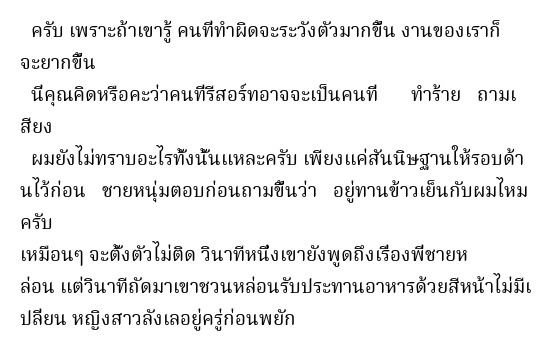 ครับ เพราะถ้าเขารู้ คนที่ทำผิดจะระวังตัวมากขึ้น งานของเราก็
จะยากขึ้น
นี่คุณคิดหรือคะว่าคนที่รีสอร์ทอาจจะเป็นคนที่ ทำร้าย ถามเ
สียง
ผมยังไม่ทราบอะไรทั้งนั้นแหละครับ เพียงแค่สันนิษฐานให้รอบด้า
นไว้ก่อน ชายหนุ่มตอบก่อนถามขึ้นว่า อยู่ทานข้าวเย็นกับผมไหม
ครับ
เหมือนๆ จะตั้งตัวไม่ติด วินาทีหนึ่งเขายังพูดถึงเรื่องพี่ชายห
ล่อน แต่วินาทีถัดมาเขาชวนหล่อนรับประทานอาหารด้วยสีหน้าไม่มีเ
ปลี่ยน หญิงสาวลังเลอยู่ครู่ก่อนพยัก